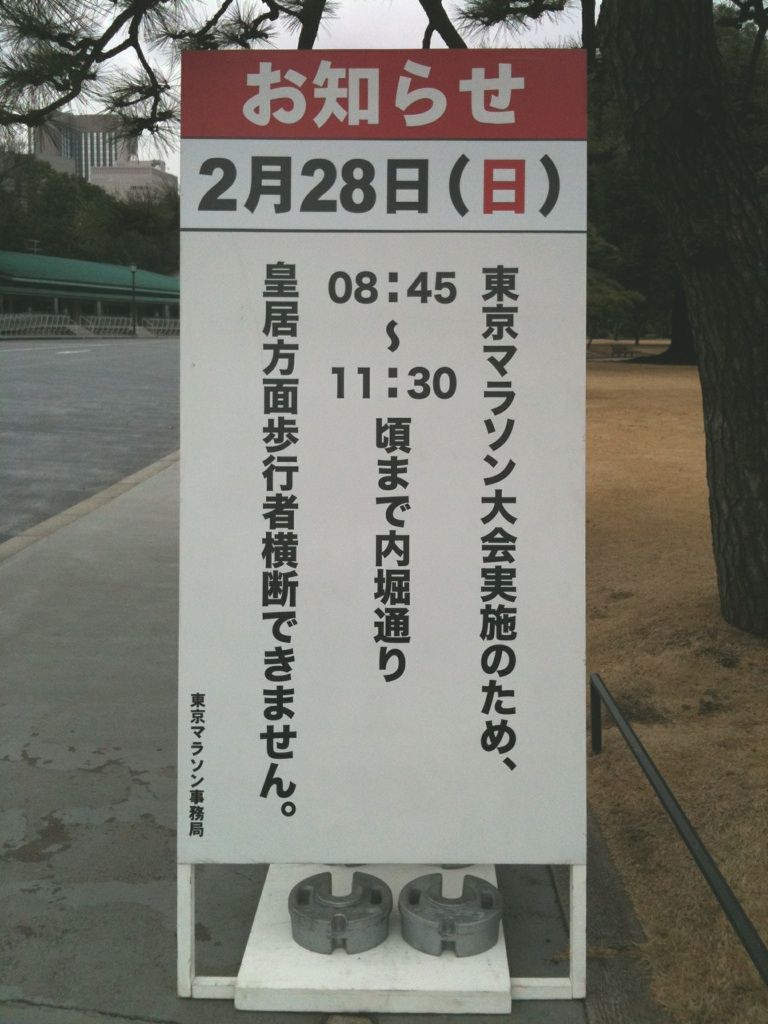 お知らせ
2月28日(日)
東京マラソン大会実施のため、
08:45～11:30頃まで内堀通り
皇居方面歩行者横断できません。
東京マラソン事務局